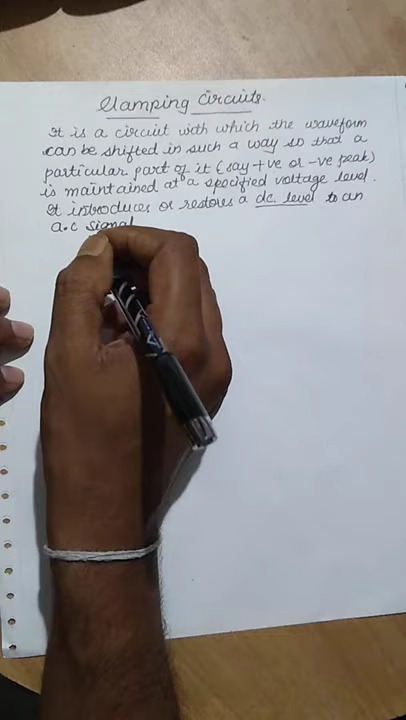 Clamping Circuits.
It is a circuit with which the waveform
can be shifted in such a way so that a
particular part of it (say +ve or -ve peak)
is maintained at a specified voltage level.
It introduces or restores a dc. level to an
a.c signal